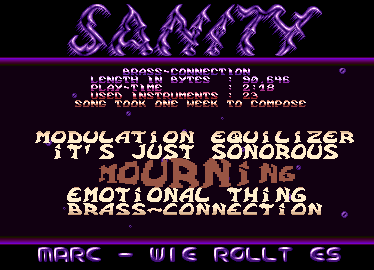 SANITY
BRASS~CONNECTION
LENGTH IN BYTES : 90,646
PLAY~TIME : 2:18
USED INSTRUMENTS : 23
SONG TOOK ONE WEEK TO COMPOSE
MODULATION EQUILIZER
iT'S JUST SONOROUS
MOURNiNG
EMOTiONAL THING
BRASS~CONNECTiON
MARC - WIE ROLLT ES